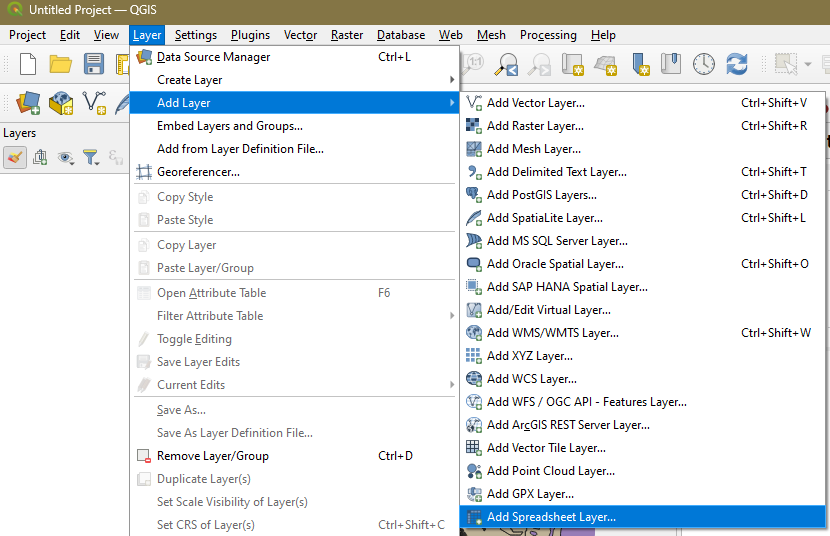 Untitled Project — QGIS
Project Edit View Layer Settings Plugins Vector Raster Database Web Mesh Processing Help
Data Source Manager Ctrl+L
Create Layer
Add Layer
Embed Layers and Groups...
Add from Layer Definition File...
Georeferencer...
Copy Style
Paste Style
Copy Layer
Paste Layer/Group
Open Attribute Table F6
Filter Attribute Table
Toggle Editing
Save Layer Edits
Current Edits
Save As...
Save As Layer Definition File...
Remove Layer/Group Ctrl+D
Duplicate Layer(s)
Set Scale Visibility of Layer(s)
Set CRS of Layer(s) Ctrl+Shift+C
Layers
1:1
Add Vector Layer... Ctrl+Shift+V
Add Raster Layer... Ctrl+Shift+R
Add Mesh Layer...
Add Delimited Text Layer... Ctrl+Shift+T
Add PostGIS Layers... Ctrl+Shift+D
Add SpatiaLite Layer... Ctrl+Shift+L
Add MS SQL Server Layer...
Add Oracle Spatial Layer... Ctrl+Shift+O
Add SAP HANA Spatial Layer...
Add/Edit Virtual Layer...
Add WMS/WMTS Layer... Ctrl+Shift+W
Add XYZ Layer...
Add WCS Layer...
Add WFS / OGC API - Features Layer...
Add ArcGIS REST Server Layer...
Add Vector Tile Layer...
Add Point Cloud Layer...
Add GPX Layer...
Add Spreadsheet Layer...